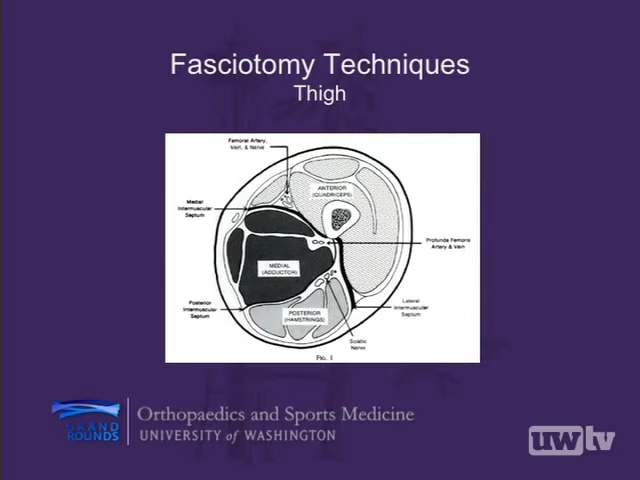 Fasciotomy Techniques
Thigh
Femoral Artery,
Vein, & Nerve
ANTERIOR
(QUADRICEPS)
Medial
Intermuscular
Septum
Profunda Femoris
Artery & Vein
MEDIAL
(ADDUCTOR)
Posterior
Intermuscular
Septum
Lateral
Intermuscular
Septum
POSTERIOR
(HAMSTRINGS)
Sciatic
Nerve
FIG. 1
GRAND
ROUNDS
Orthopaedics and Sports Medicine
UNIVERSITY of WASHINGTON
uwtv